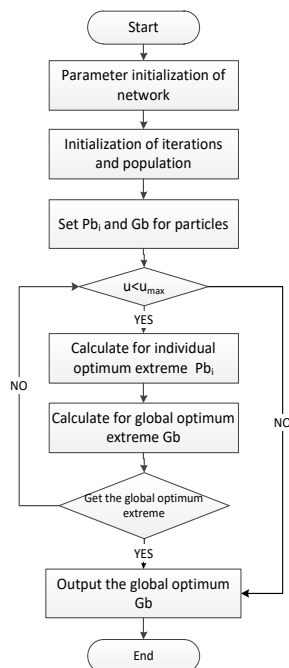 Start
Parameter initialization of
network
Initialization of iterations
and population
Set Pbᵢ and Gb for particles
u<uₘₐₓ
YES
Calculate for individual
optimum extreme Pbᵢ
NO
Calculate for global optimum
extreme Gb
NO
Get the global optimum
extreme
YES
Output the global optimum
Gb
End